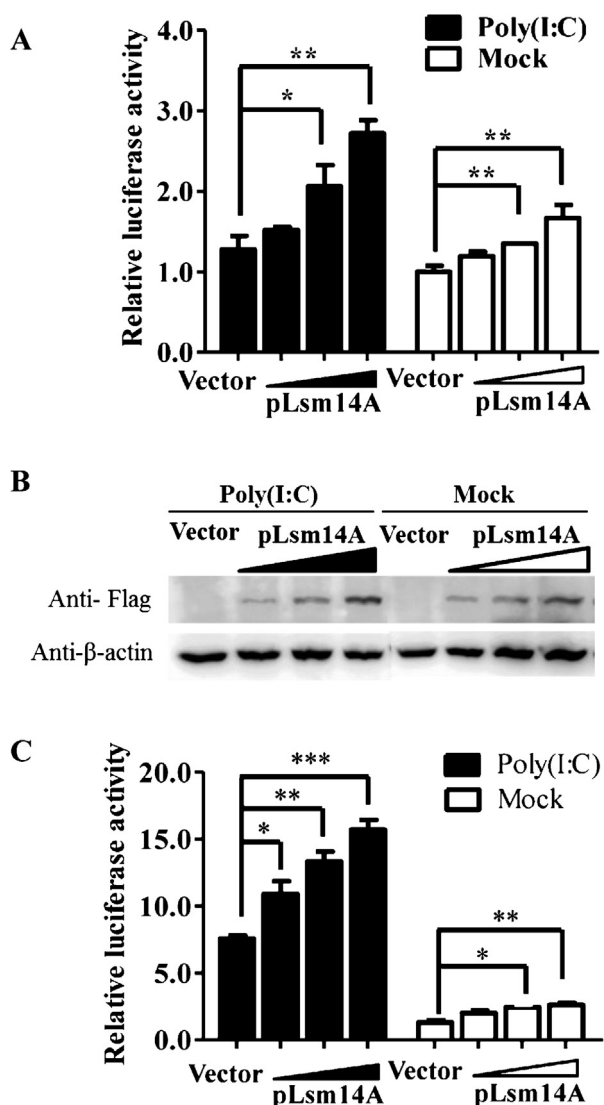 A
Relative luciferase activity
4.0
3.0
2.0
1.0
0.0
Poly(I:C)
Mock
**
*
**
**
Vector pLsm14A Vector pLsm14A
B
Poly(I:C) Mock
Vector pLsm14A Vector pLsm14A
Anti- Flag
Anti-β-actin
C
Relative luciferase activity
20.0
15.0
10.0
5.0
0.0
Poly(I:C)
Mock
***
**
*
**
*
Vector pLsm14A Vector pLsm14A